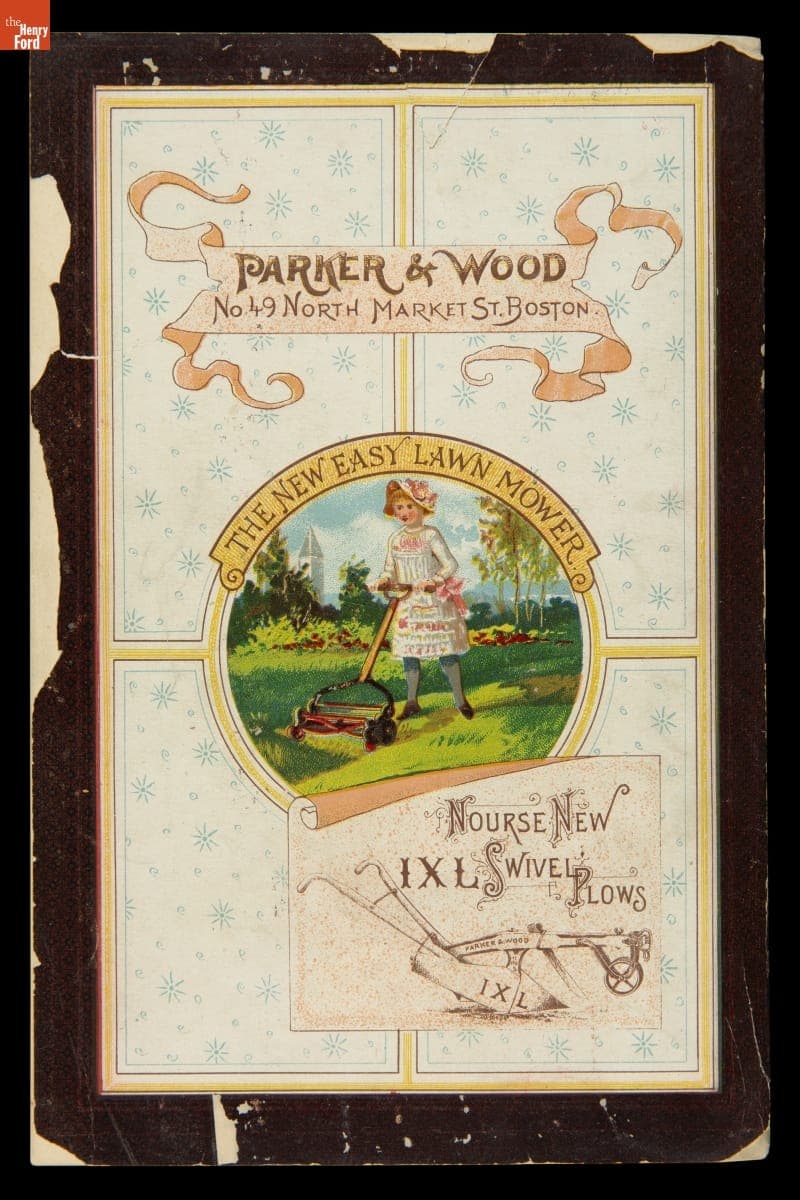 the
Henry
Ford
PARKER & WOOD
No. 49 NORTH MARKET ST. BOSTON.
THE NEW EASY LAWN MOWER.
NOURSE NEW
IXL SWIVEL
PLOWS
PARKER & WOOD
IXL